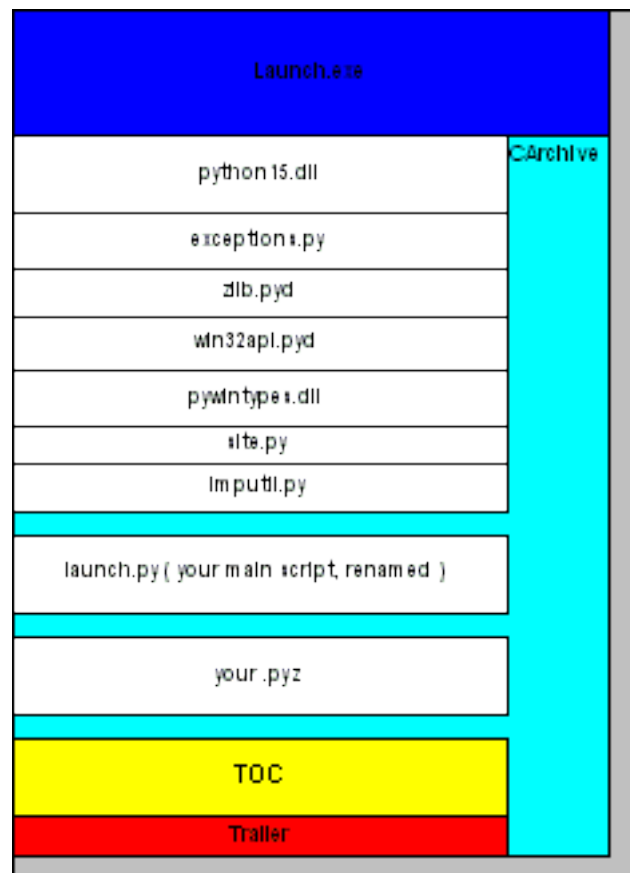 Launch.exe
CArchive
python15.dll
exceptions.py
zlib.pyd
win32api.pyd
pywintypes.dll
site.py
imputil.py
launch.py ( your main script, renamed )
your .pyz
TOC
Trailer